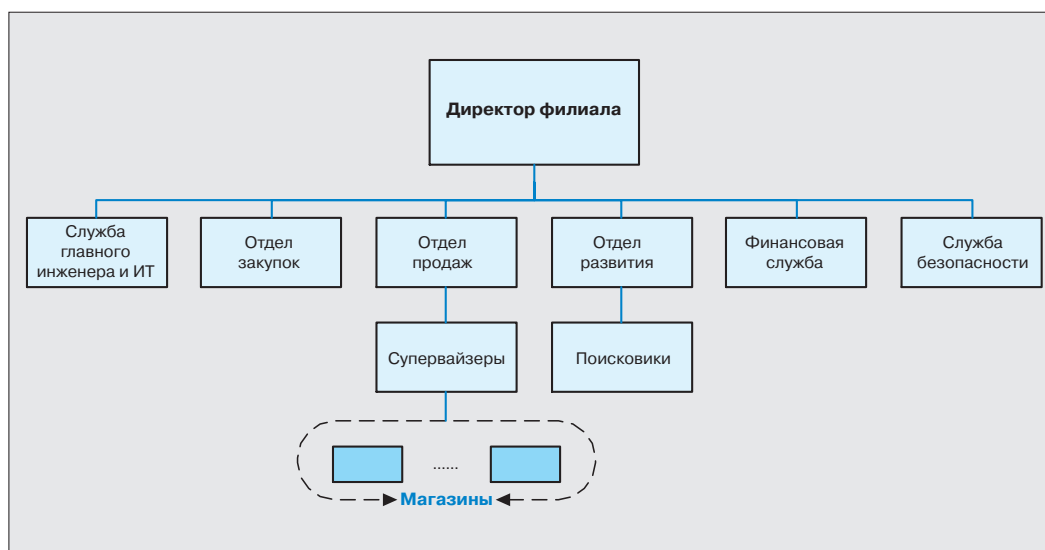 Директор филиала
Служба
главного
инженера и ИТ
Отдел
закупок
Отдел
продаж
Отдел
развития
Финансовая
служба
Служба
безопасности
Супервайзеры
Поисковики
......
Магазины